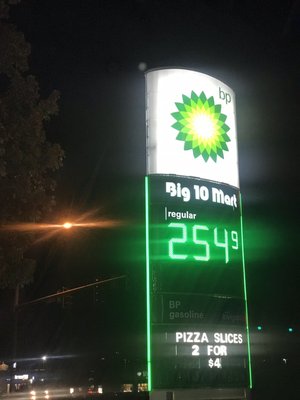 bp
Big 10 Mart
regular
2549
BP
gasoline
PIZZA SLICES
2 FOR
$4